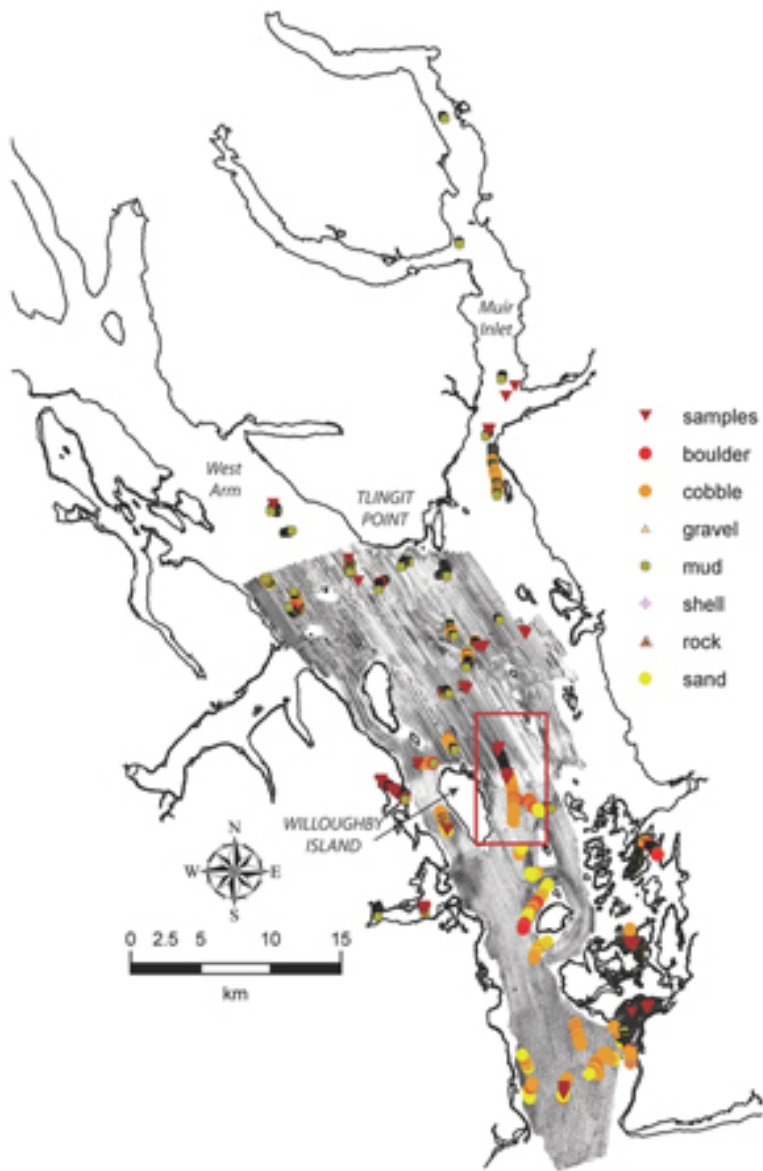 Muir
Inlet
West
Arm
TLINGIT
POINT
samples
boulder
cobble
gravel
mud
shell
rock
sand
WILLOUGHBY
ISLAND
N
W E
S
0 2.5 5 10 15
km